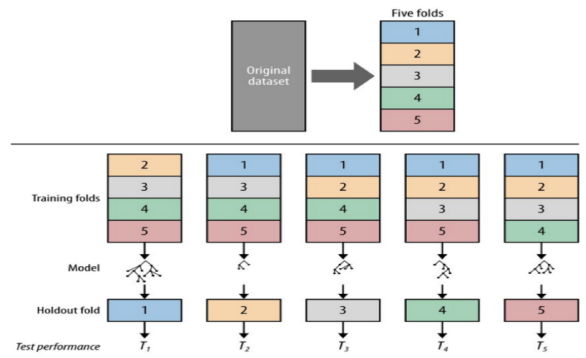 Five folds
Original
dataset
1
2
3
4
5
Training folds
2 1 1 1 1
3 3 2 2 2
4 4 4 3 3
5 5 5 5 4
Model
Holdout fold 1 2 3 4 5
Test performance T₁ T₂ T₃ T₄ T₅